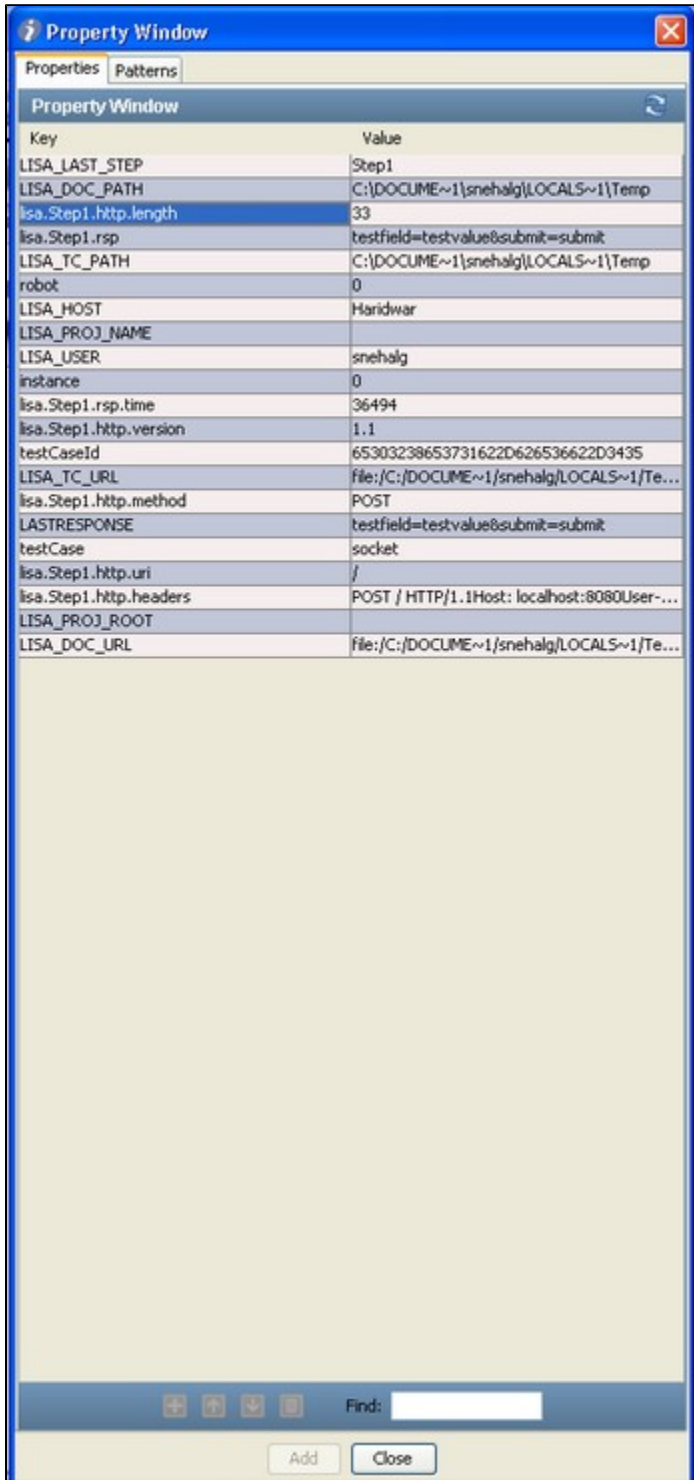 Property Window
Properties Patterns
Property Window
Key Value
LISA_LAST_STEP Step1
LISA_DOC_PATH C:\DOCUME~1\snehalg\LOCALS~1\Temp
lisa.Step1.http.length 33
lisa.Step1.rsp testfield=testvalue&submit=submit
LISA_TC_PATH C:\DOCUME~1\snehalg\LOCALS~1\Temp
robot 0
LISA_HOST Haridwar
LISA_PROJ_NAME
LISA_USER snehalg
instance 0
lisa.Step1.rsp.time 36494
lisa.Step1.http.version 1.1
testCaseId 65303238653731622D626536622D3435
LISA_TC_URL file:/C:/DOCUME~1/snehalg/LOCALS~1/Te...
lisa.Step1.http.method POST
LASTRESPONSE testfield=testvalue&submit=submit
testCase socket
lisa.Step1.http.uri /
lisa.Step1.http.headers POST / HTTP/1.1Host: localhost:8080User-...
LISA_PROJ_ROOT
LISA_DOC_URL file:/C:/DOCUME~1/snehalg/LOCALS~1/Te...
Find:
Add Close